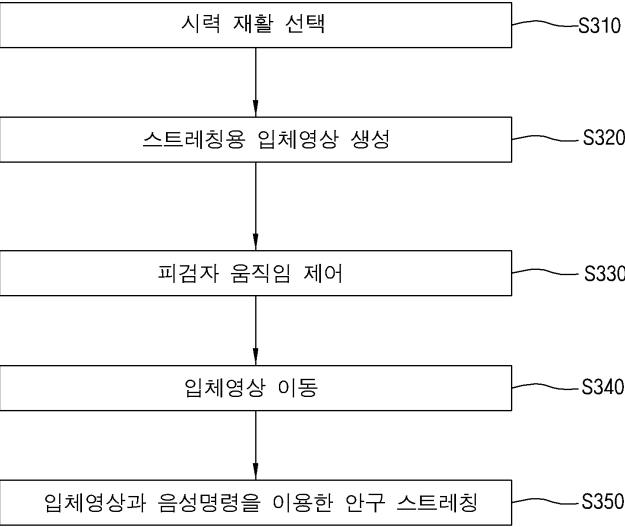 시력 재활 선택
S310
스트레칭용 입체영상 생성
S320
피검자 움직임 제어
S330
입체영상 이동
S340
입체영상과 음성명령을 이용한 안구 스트레칭
S350